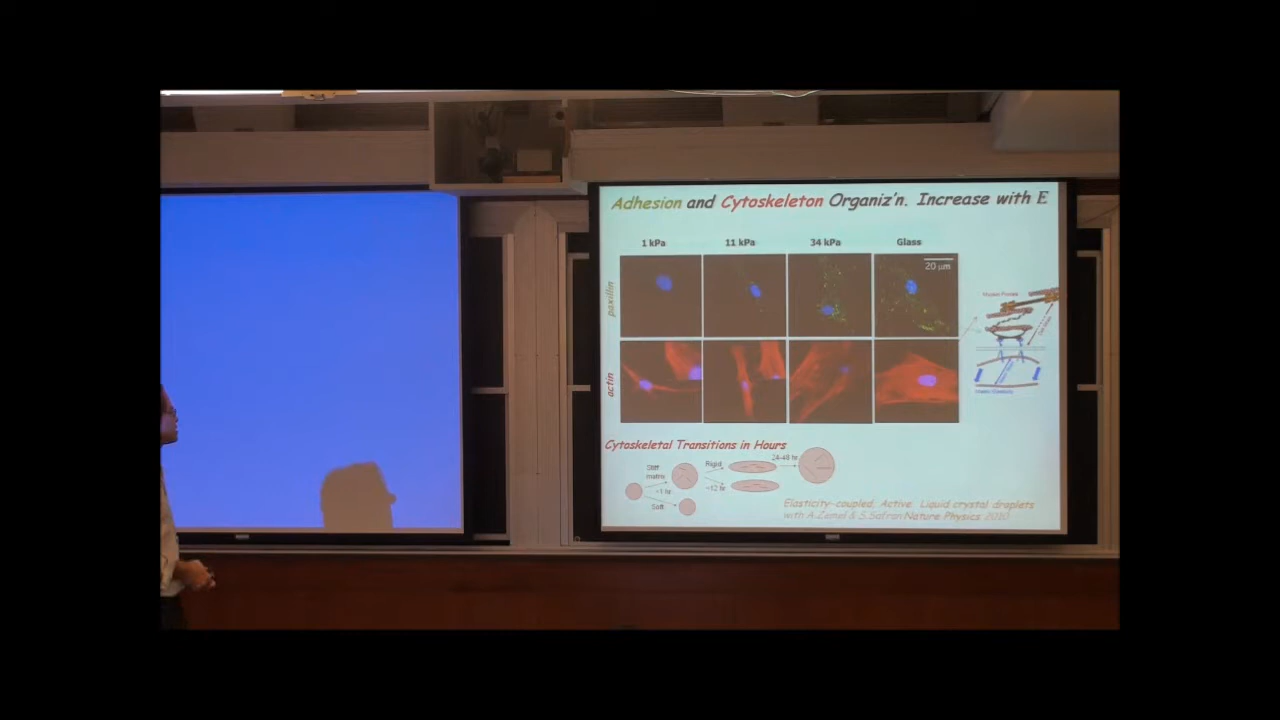 Adhesion and Cytoskeleton Organiz'n. Increase with E
1 kPa 11 kPa 34 kPa Glass
20 μm
paxillin
actin
Cytoskeletal Transitions in Hours
Stiff
matrix
~1 hr
Soft
Rigid
~12 hr
24-48 hr
Elasticity-coupled, Active Liquid crystal droplets
with A.Zemel & S.Safran Nature Physics 2010